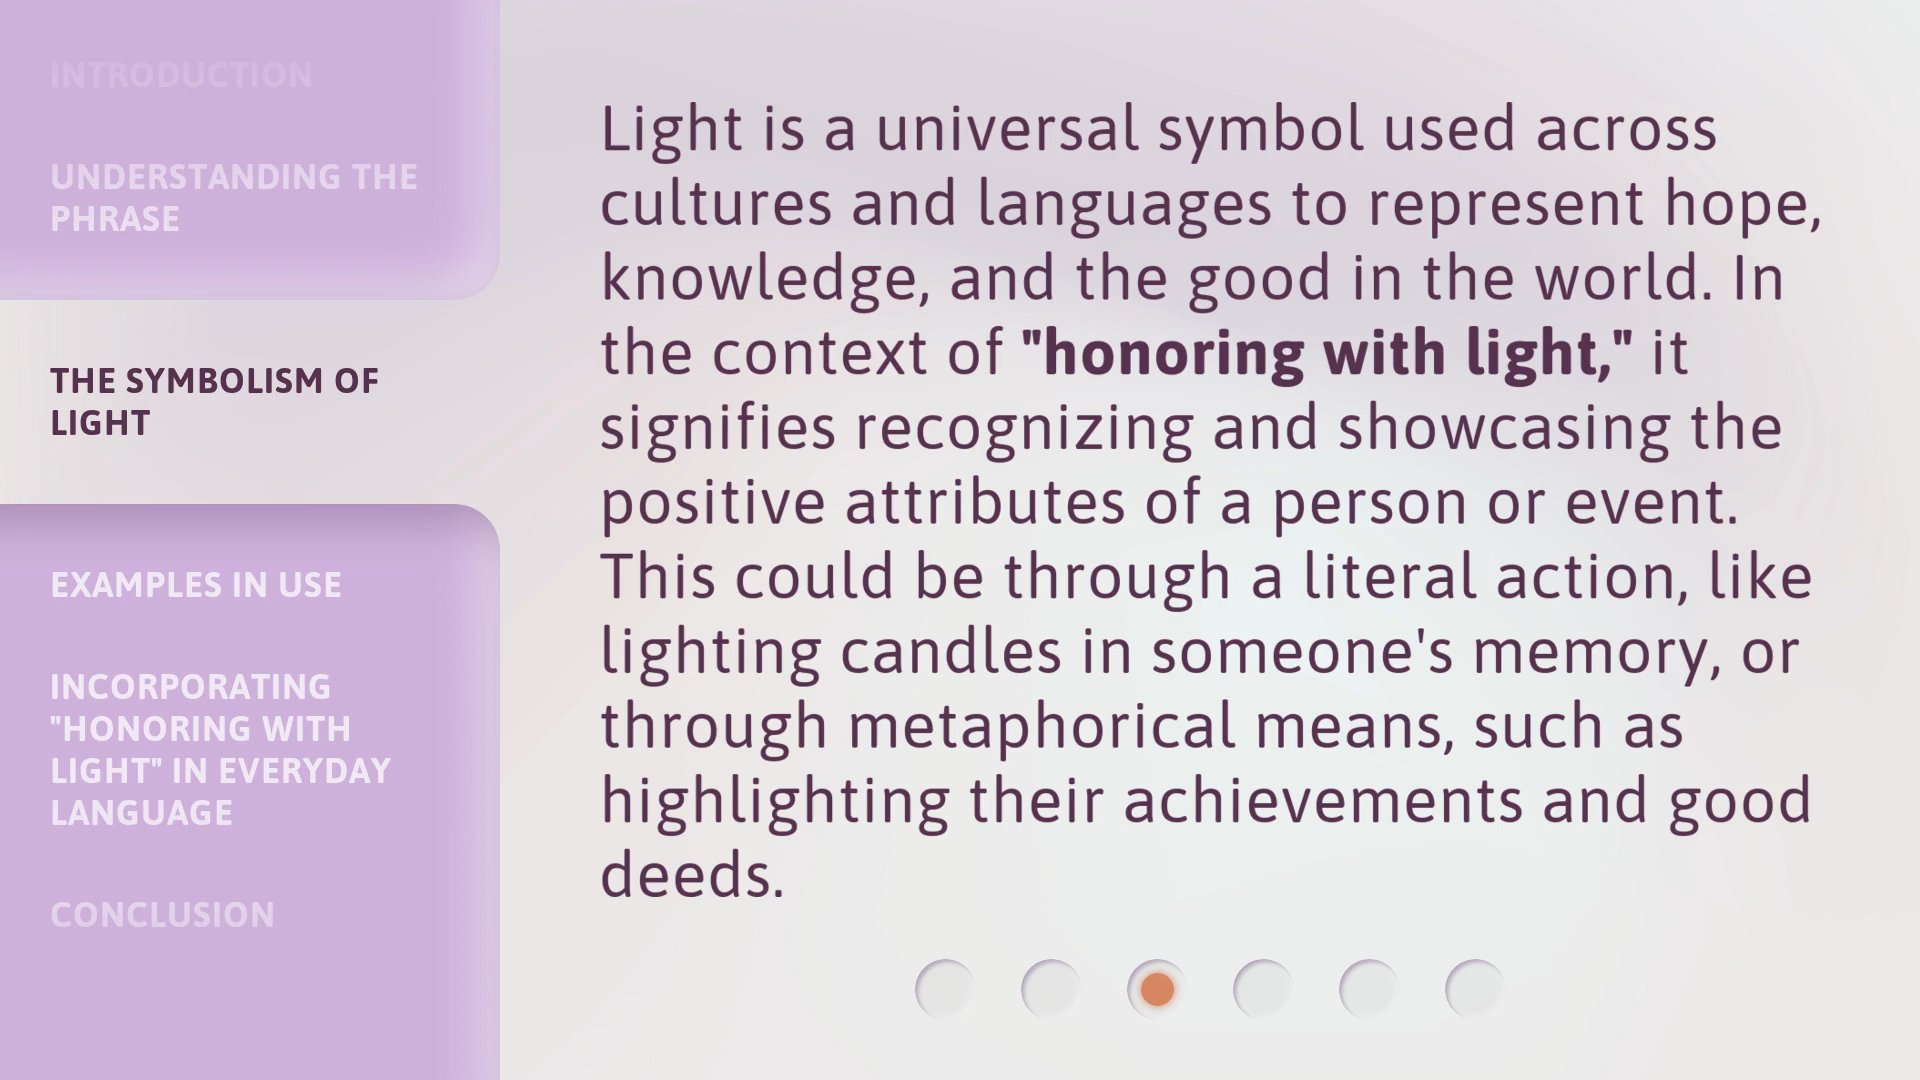 INTRODUCTION
UNDERSTANDING THE
PHRASE
THE SYMBOLISM OF
LIGHT
EXAMPLES IN USE
INCORPORATING
"HONORING WITH
LIGHT" IN EVERYDAY
LANGUAGE
CONCLUSION
Light is a universal symbol used across
cultures and languages to represent hope,
knowledge, and the good in the world. In
the context of "honoring with light," it
signifies recognizing and showcasing the
positive attributes of a person or event.
This could be through a literal action, like
lighting candles in someone's memory, or
through metaphorical means, such as
highlighting their achievements and good
deeds.